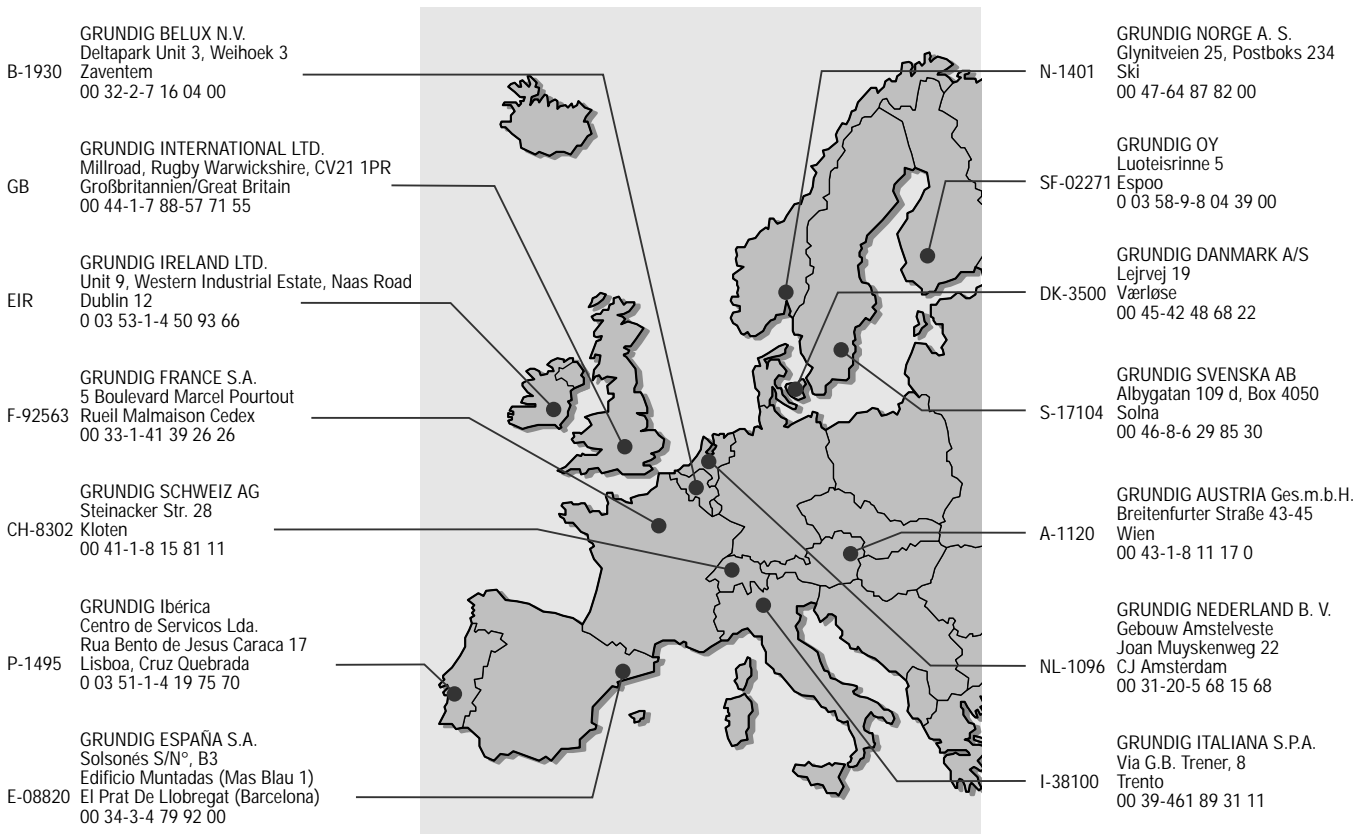 GRUNDIG BELUX N.V.
Deltapark Unit 3, Weihoek 3
B-1930 Zaventem
00 32-2-7 16 04 00
GRUNDIG INTERNATIONAL LTD.
Millroad, Rugby Warwickshire, CV21 1PR
GB Großbritannien/Great Britain
00 44-1-7 88-57 71 55
GRUNDIG IRELAND LTD.
Unit 9, Western Industrial Estate, Naas Road
EIR Dublin 12
0 03 53-1-4 50 93 66
GRUNDIG FRANCE S.A.
5 Boulevard Marcel Pourtout
F-92563 Rueil Malmaison Cedex
00 33-1-41 39 26 26
GRUNDIG SCHWEIZ AG
Steinacker Str. 28
CH-8302 Kloten
00 41-1-8 15 81 11
GRUNDIG Ibérica
Centro de Servicos Lda.
Rua Bento de Jesus Caraca 17
P-1495 Lisboa, Cruz Quebrada
0 03 51-1-4 19 75 70
GRUNDIG ESPAÑA S.A.
Solsonés S/N°, B3
Edificio Muntadas (Mas Blau 1)
E-08820 El Prat De Llobregat (Barcelona)
00 34-3-4 79 92 00
GRUNDIG NORGE A. S.
Glynitveien 25, Postboks 234
N-1401 Ski
00 47-64 87 82 00
GRUNDIG OY
Luoteisrinne 5
SF-02271 Espoo
0 03 58-9-8 04 39 00
GRUNDIG DANMARK A/S
Lejrvej 19
DK-3500 Værløse
00 45-42 48 68 22
GRUNDIG SVENSKA AB
Albygatan 109 d, Box 4050
S-17104 Solna
00 46-8-6 29 85 30
GRUNDIG AUSTRIA Ges.m.b.H.
Breitenfurter Straße 43-45
A-1120 Wien
00 43-1-8 11 17 0
GRUNDIG NEDERLAND B. V.
Gebouw Amstelveste
Joan Muyskenweg 22
NL-1096 CJ Amsterdam
00 31-20-5 68 15 68
GRUNDIG ITALIANA S.P.A.
Via G.B. Trener, 8
I-38100 Trento
00 39-461 89 31 11